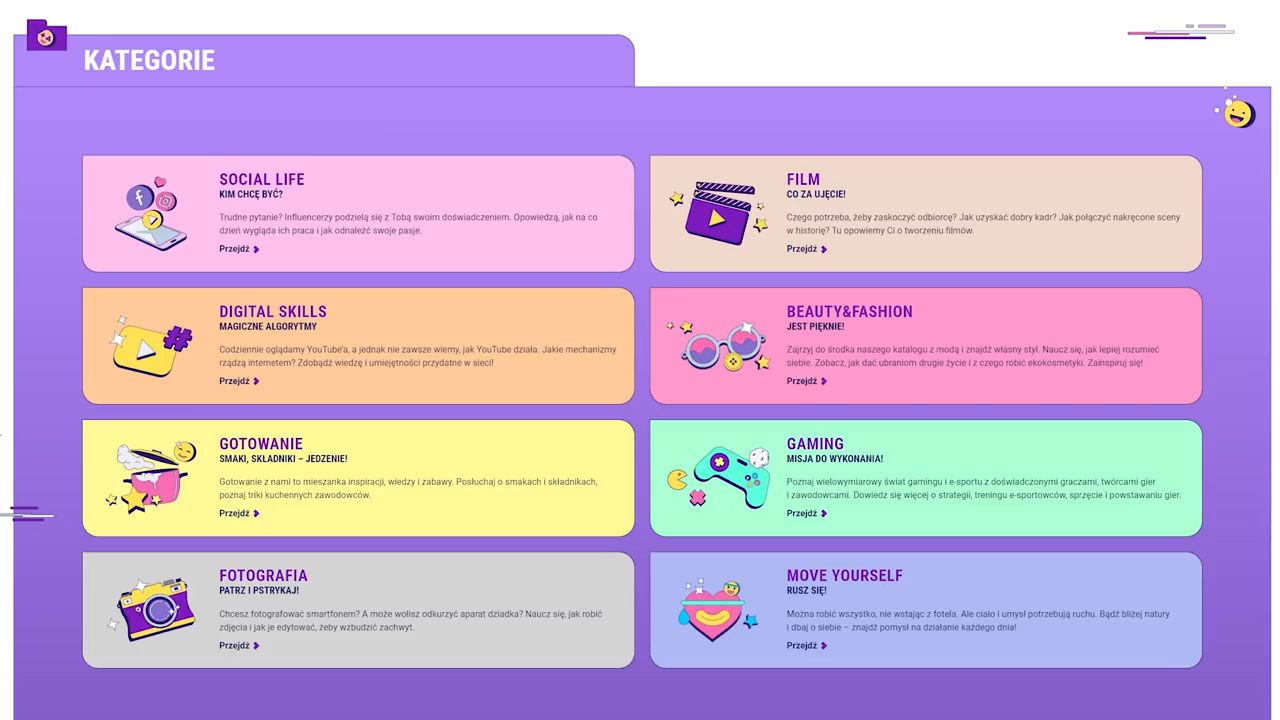 KATEGORIE
SOCIAL LIFE
KIM CHCĘ BYĆ?
Trudne pytanie? Influencerzy podzielą się z Tobą swoim doświadczeniem. Opowiedzą, jak na co
dzień wygląda ich praca i jak odnaleźć swoje pasje.
Przejdź
FILM
CO ZA UJĘCIE!
Czego potrzeba, żeby zaskoczyć odbiorcę? Jak uzyskać dobry kadr? Jak połączyć nakręcone sceny
w historię? Tu opowiemy Ci o tworzeniu filmów.
Przejdź
DIGITAL SKILLS
MAGICZNE ALGORYTMY
Codziennie oglądamy YouTube'a, a jednak nie zawsze wiemy, jak YouTube działa. Jakie mechanizmy
rządzą internetem? Zdobądź wiedzę i umiejętności przydatne w sieci!
Przejdź
BEAUTY&FASHION
JEST PIĘKNIE!
Zajrzyj do środka naszego katalogu z modą i znajdź własny styl. Naucz się, jak lepiej rozumieć
siebie. Zobacz, jak dać ubraniom drugie życie i z czego robić ekokosmetyki. Zainspiruj się!
Przejdź
GOTOWANIE
SMAKI, SKŁADNIKI – JEDZENIE!
Gotowanie z nami to mieszanka inspiracji, wiedzy i zabawy. Posłuchaj o smakach i składnikach,
poznaj triki kuchennych zawodowców.
Przejdź
GAMING
MISJA DO WYKONANIA!
Poznaj wielowymiarowy świat gamingu i e-sportu z doświadczonymi graczami, twórcami gier
i zawodowcami. Dowiedz się więcej o strategii, treningu e-sportowców, sprzęcie i powstawaniu gier.
Przejdź
FOTOGRAFIA
PATRZ I PSTRYKAJ!
Chcesz fotografować smartfonem? A może wolisz odkurzyć aparat dziadka? Naucz się, jak robić
zdjęcia i jak je edytować, żeby wzbudzić zachwyt.
Przejdź
MOVE YOURSELF
RUSZ SIĘ!
Można robić wszystko, nie wstając z fotela. Ale ciało i umysł potrzebują ruchu. Bądź bliżej natury
i dbaj o siebie – znajdź pomysł na działanie każdego dnia!
Przejdź